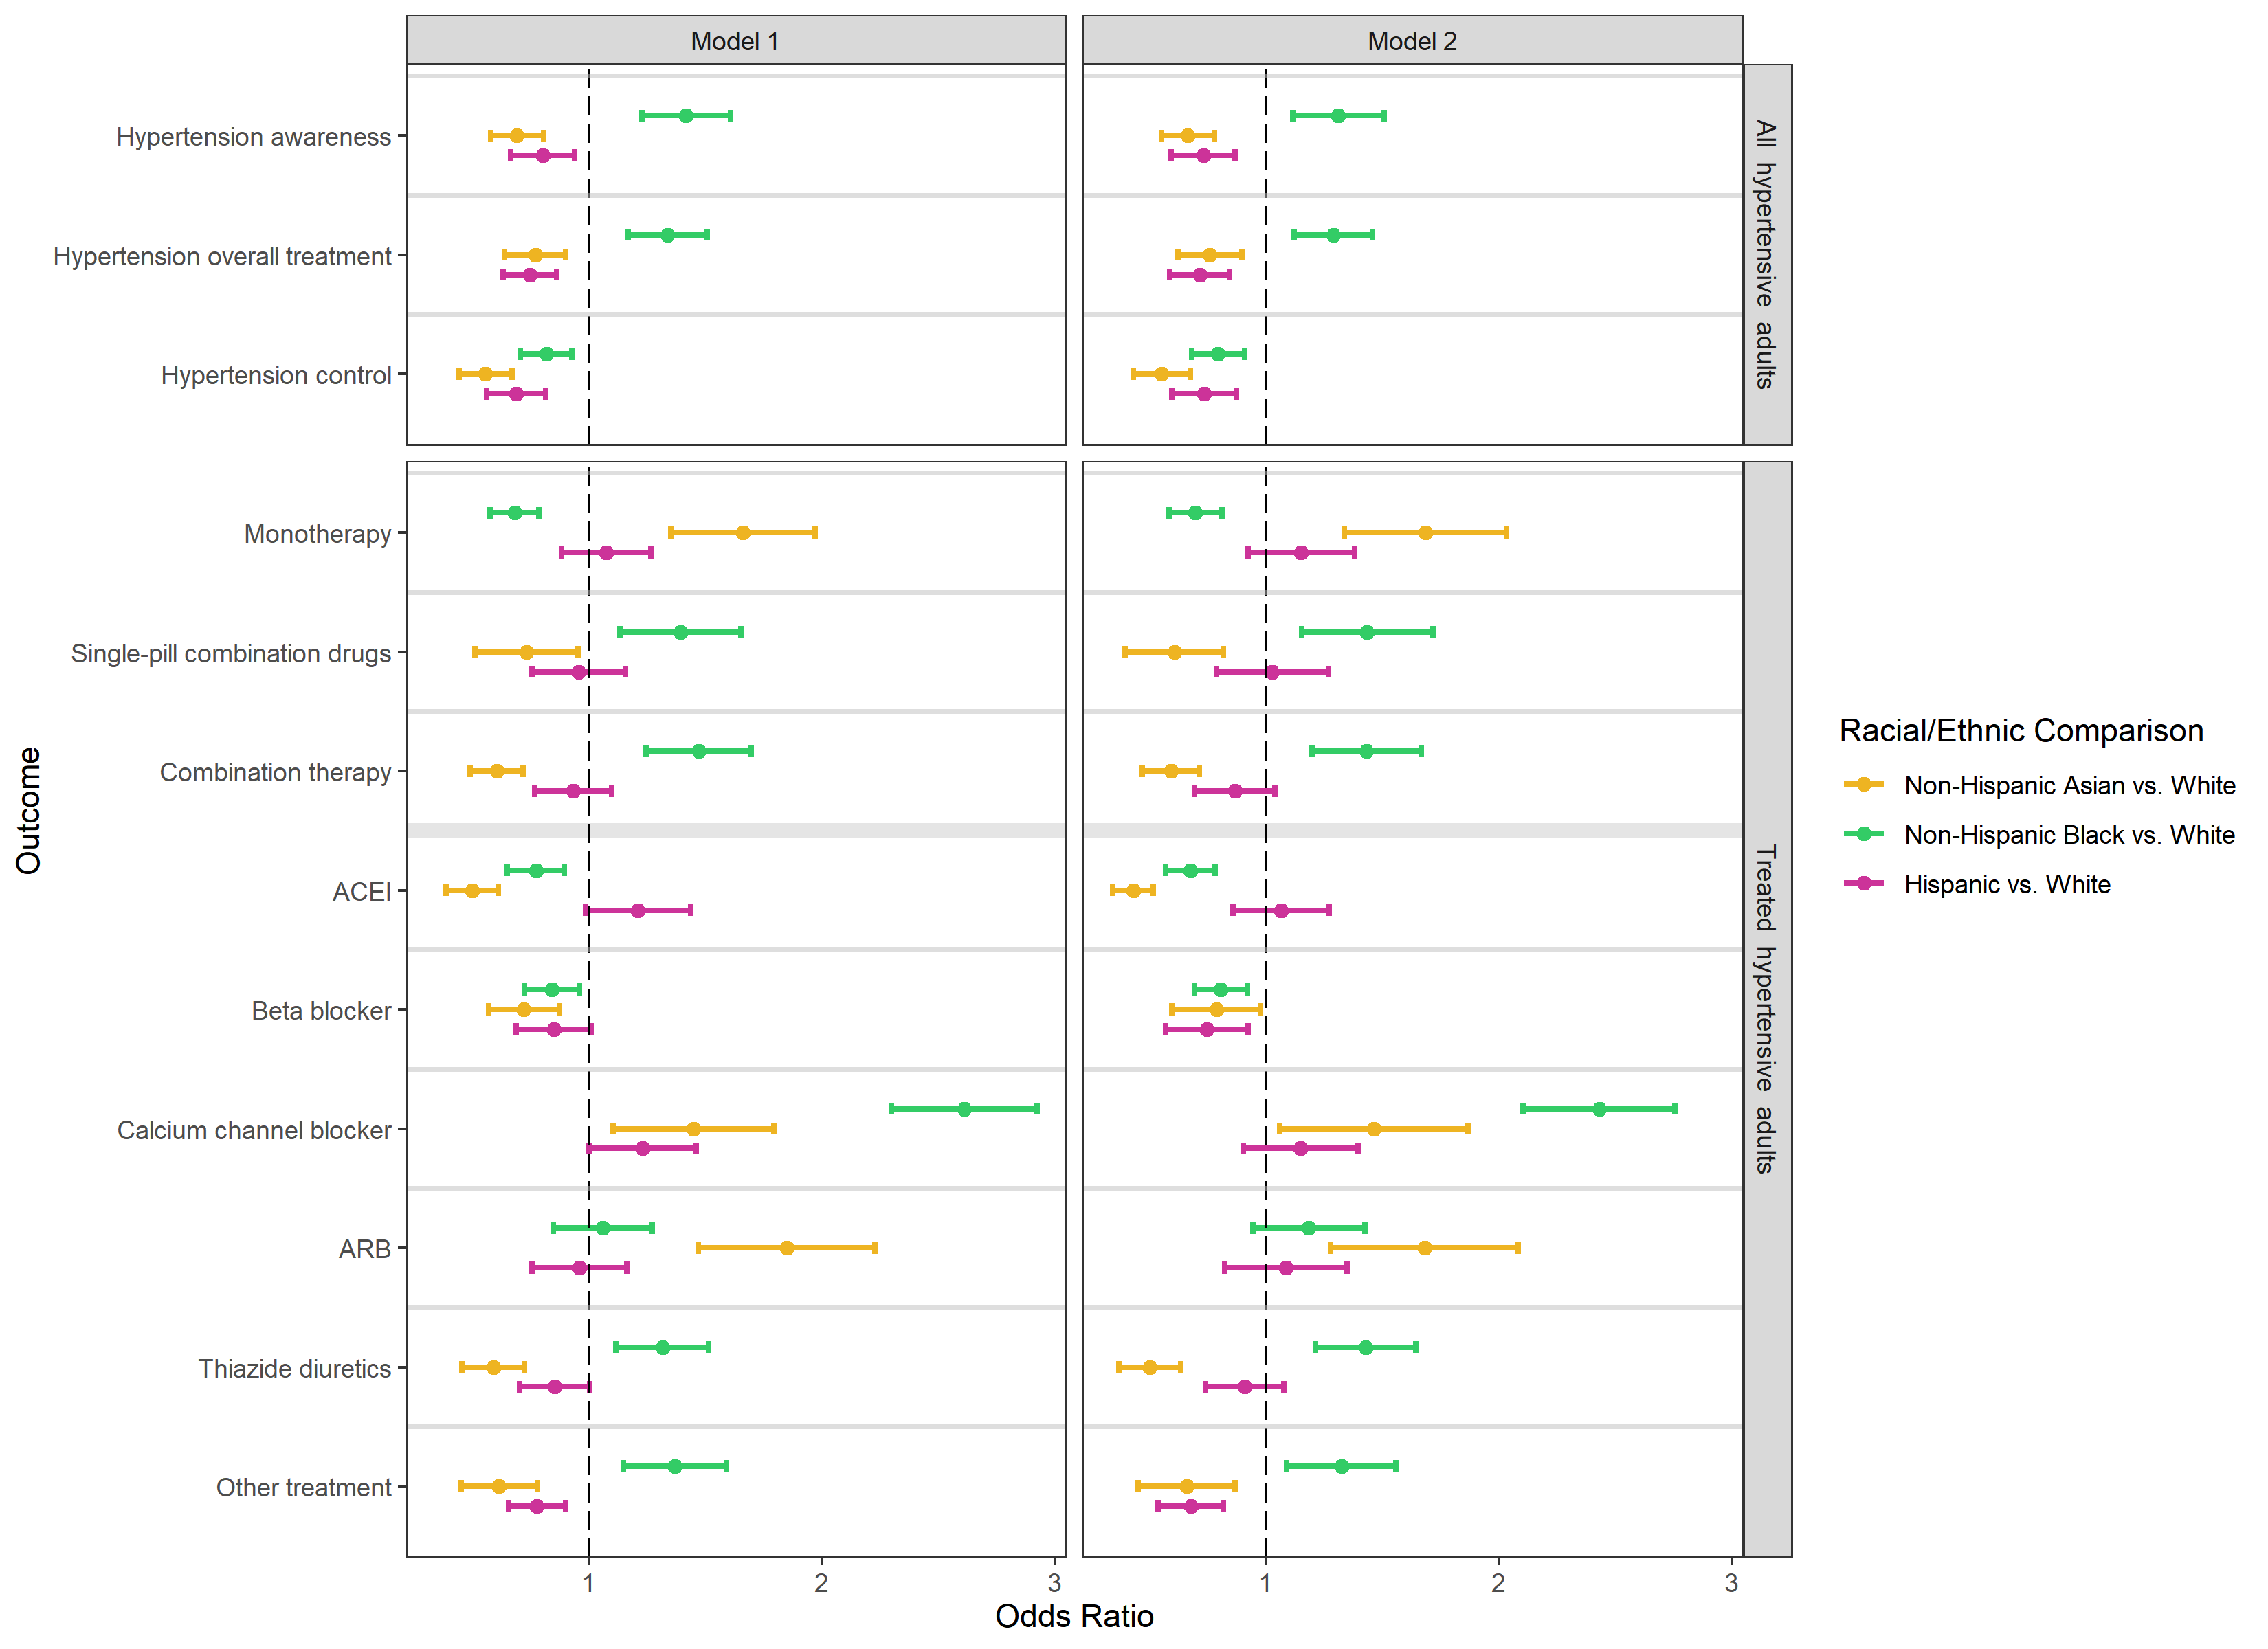 Model 1
Model 2
Hypertension awareness
Hypertension overall treatment
Hypertension control
All hypertensive adults
Monotherapy
Single-pill combination drugs
Combination therapy
ACEI
Beta blocker
Calcium channel blocker
ARB
Thiazide diuretics
Other treatment
Treated hypertensive adults
Outcome
1
2
3
1
2
3
Odds Ratio
Racial/Ethnic Comparison
Non-Hispanic Asian vs. White
Non-Hispanic Black vs. White
Hispanic vs. White